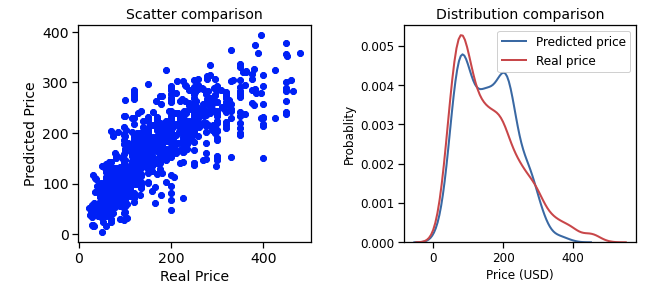 Scatter comparison
400
300
200
100
0
Predicted Price
0 200 400
Real Price
Distribution comparison
Predicted price
Real price
0.005
0.004
0.003
0.002
0.001
0.000
Probablity
0 200 400
Price (USD)